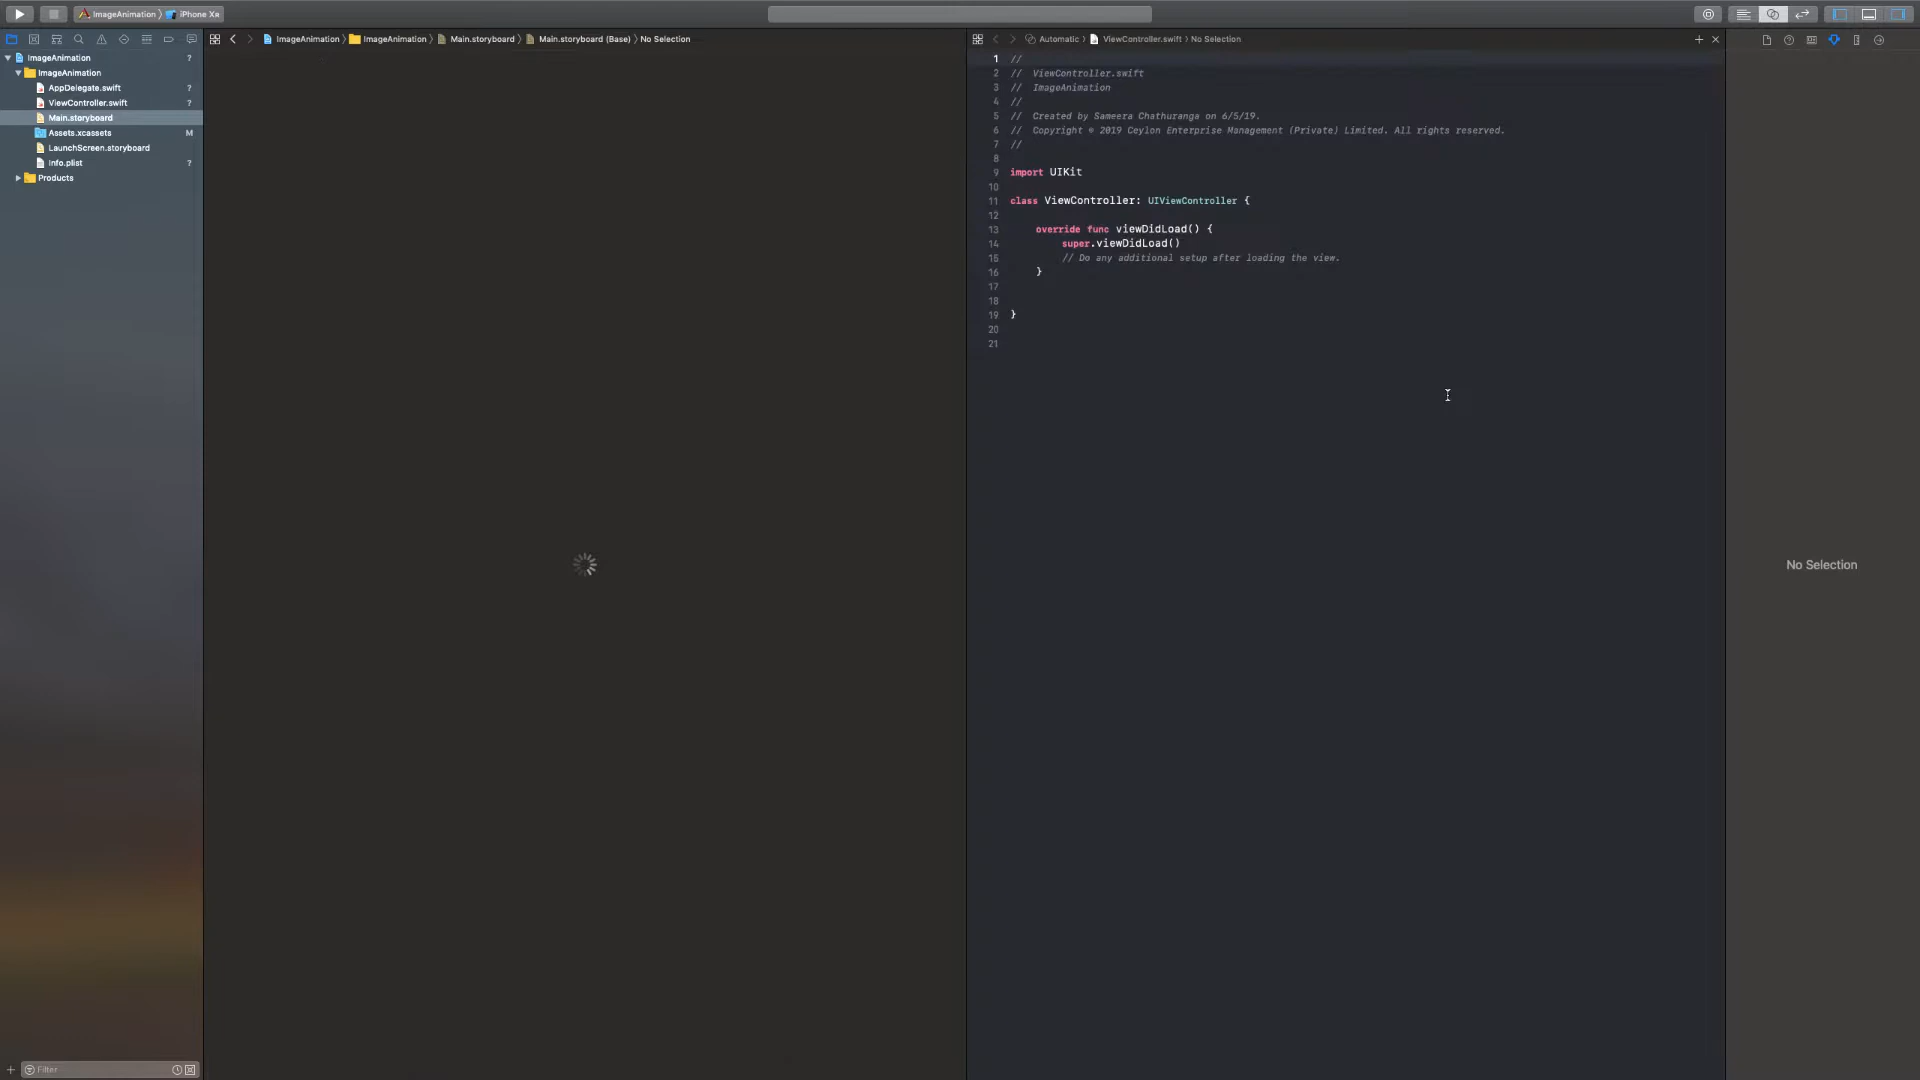 ImageAnimation 〉 iPhone Xʀ
ImageAnimation 〉 ImageAnimation 〉 Main.storyboard 〉 Main.storyboard (Base) 〉 No Selection
Automatic 〉 ViewController.swift 〉 No Selection
ImageAnimation ?
ImageAnimation
AppDelegate.swift ?
ViewController.swift ?
Main.storyboard
Assets.xcassets M
LaunchScreen.storyboard
Info.plist ?
Products
Filter
1 //
2 //  ViewController.swift
3 //  ImageAnimation
4 //
5 //  Created by Sameera Chathuranga on 6/5/19.
6 //  Copyright © 2019 Ceylon Enterprise Management (Private) Limited. All rights reserved.
7 //
8
9 import UIKit
10
11 class ViewController: UIViewController {
12
13     override func viewDidLoad() {
14         super.viewDidLoad()
15         // Do any additional setup after loading the view.
16     }
17
18
19 }
20
21
No Selection